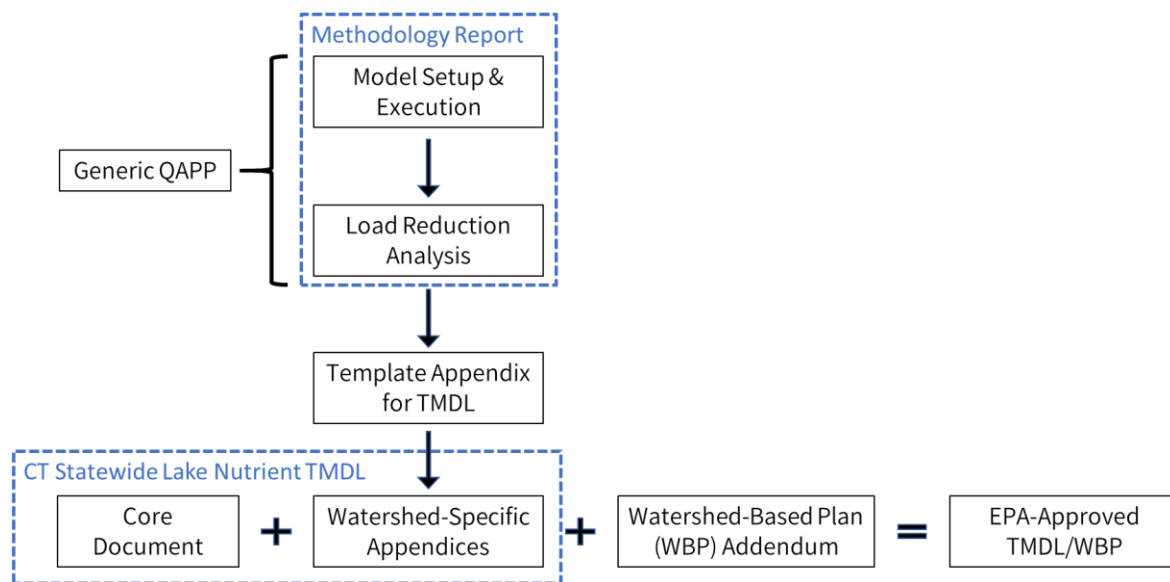 Methodology Report
Model Setup &
Execution
Generic QAPP
Load Reduction
Analysis
Template Appendix
for TMDL
CT Statewide Lake Nutrient TMDL
Core
Document
+
Watershed-Specific
Appendices
+
Watershed-Based Plan
(WBP) Addendum
=
EPA-Approved
TMDL/WBP